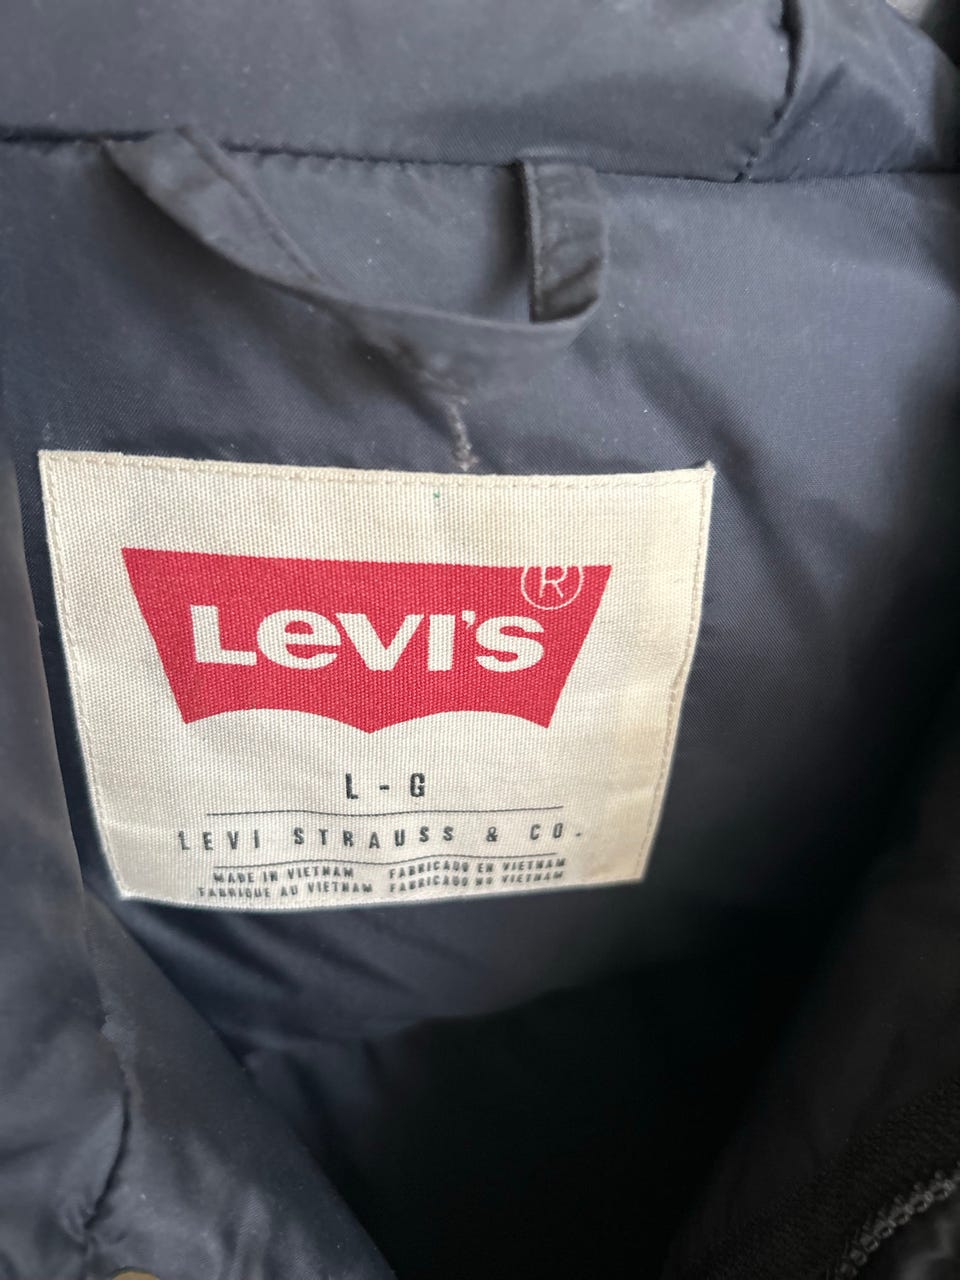 Levi's ®
L - G
LEVI STRAUSS & CO.
MADE IN VIETNAM FABRICADO EN VIETNAM
FABRIQUE AU VIETNAM FABRICADO NO VIETNAM